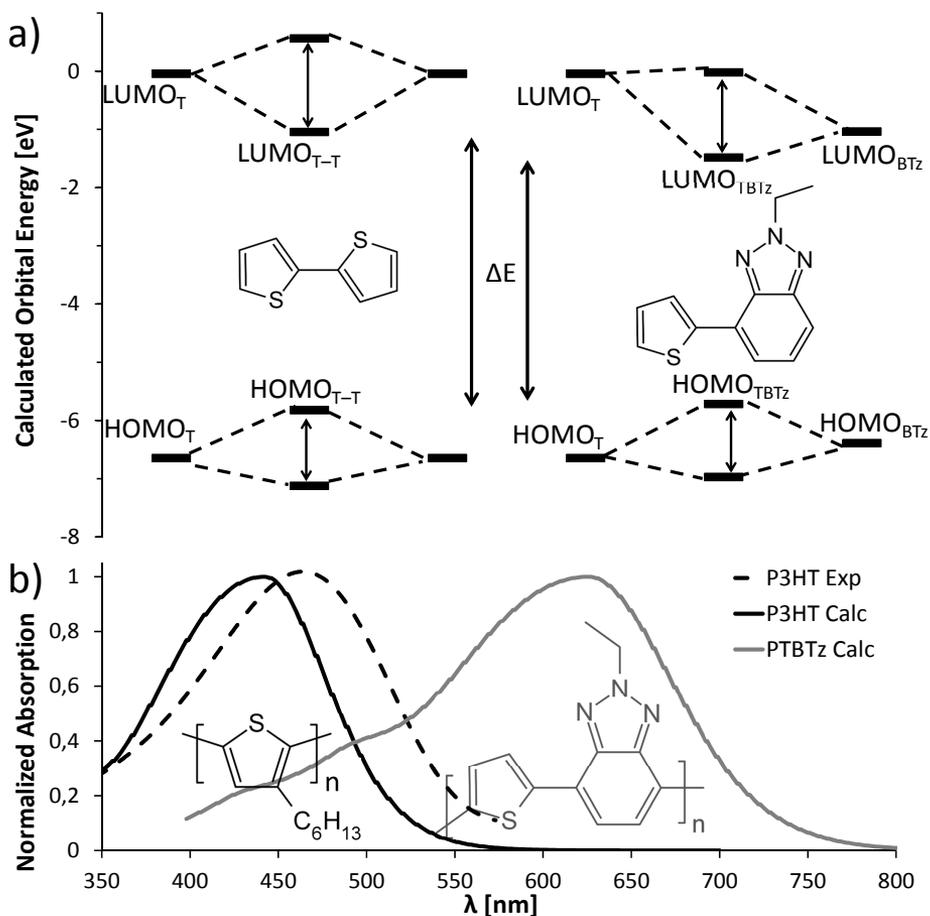 a)
Calculated Orbital Energy [eV]
0
-2
-4
-6
-8
LUMO_T
LUMO_T–T
LUMO_T
LUMO_TBTz
LUMO_BTz
S
S
ΔE
N
N
N
S
HOMO_T
HOMO_T–T
HOMO_T
HOMO_TBTz
HOMO_BTz
b)
Normalized Absorption
1
0,8
0,6
0,4
0,2
0
P3HT Exp
P3HT Calc
PTBTz Calc
S
n
C6H13
N
N
N
S
n
350 400 450 500 550 600 650 700 750 800
λ [nm]